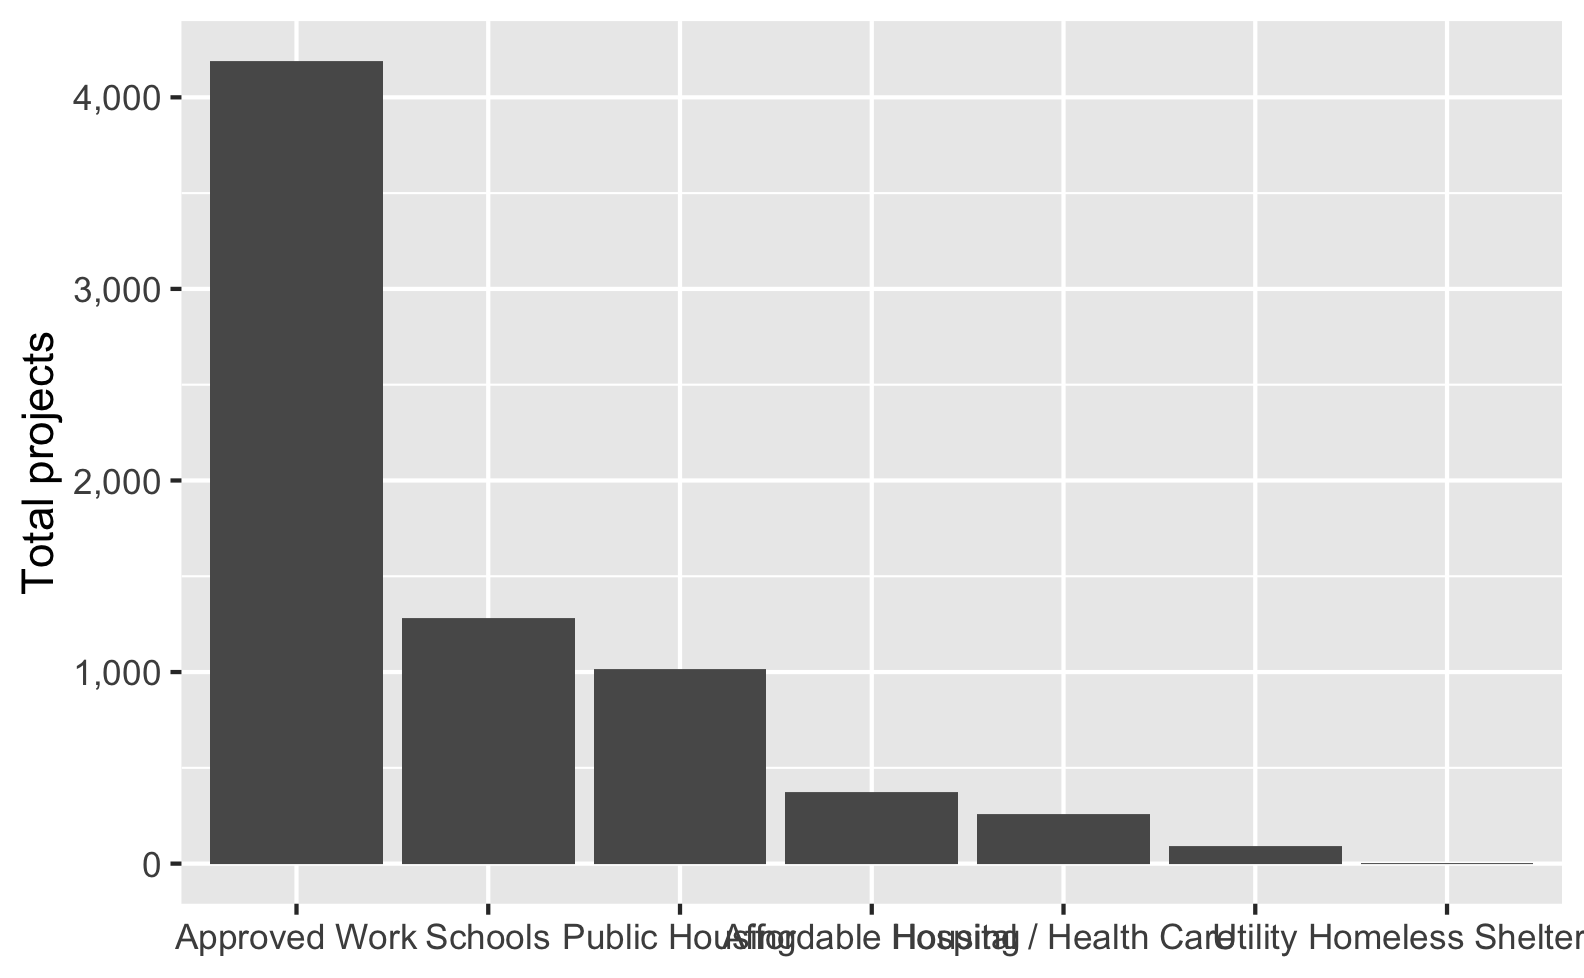 Total projects
4,000
3,000
2,000
1,000
0
Approved Work
Schools
Public Housing
Affordable Housing
Hospital / Health Care
Utility
Homeless Shelter